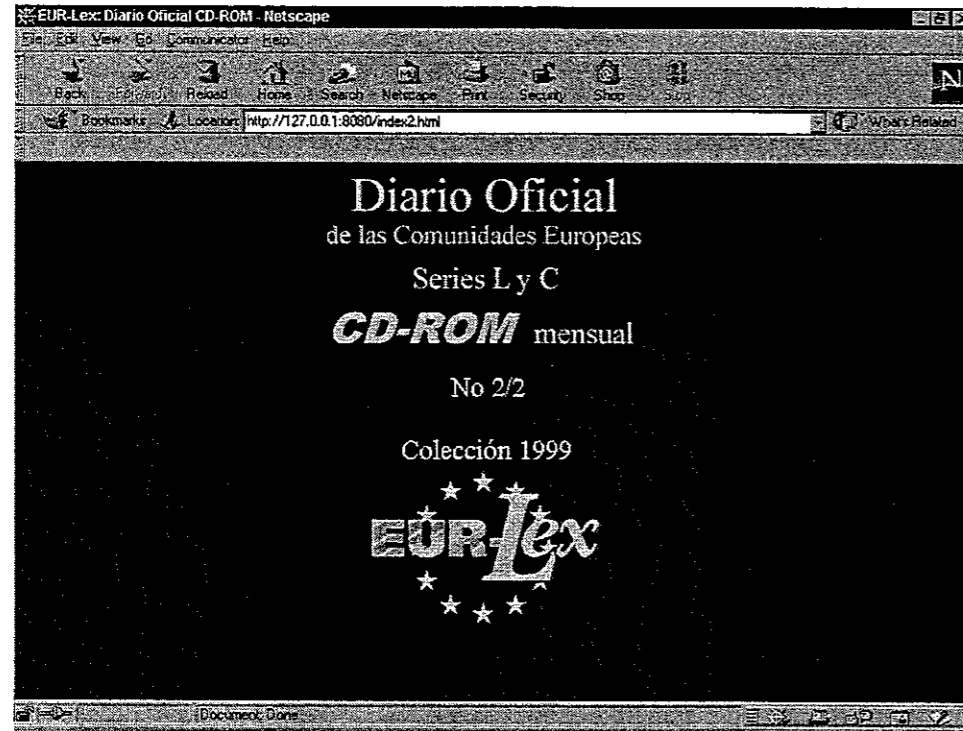 EUR-Lex: Diario Oficial CD-ROM - Netscape
File Edit View Go Communicator Help
Back Forward Reload Home Search Netscape Print Security Shop Stop
Bookmarks Location: http://127.0.0.1:8080/index2.html What's Related
Diario Oficial
de las Comunidades Europeas
Series L y C
CD-ROM mensual
No 2/2
Colección 1999
EUR-Lex
Document: Done